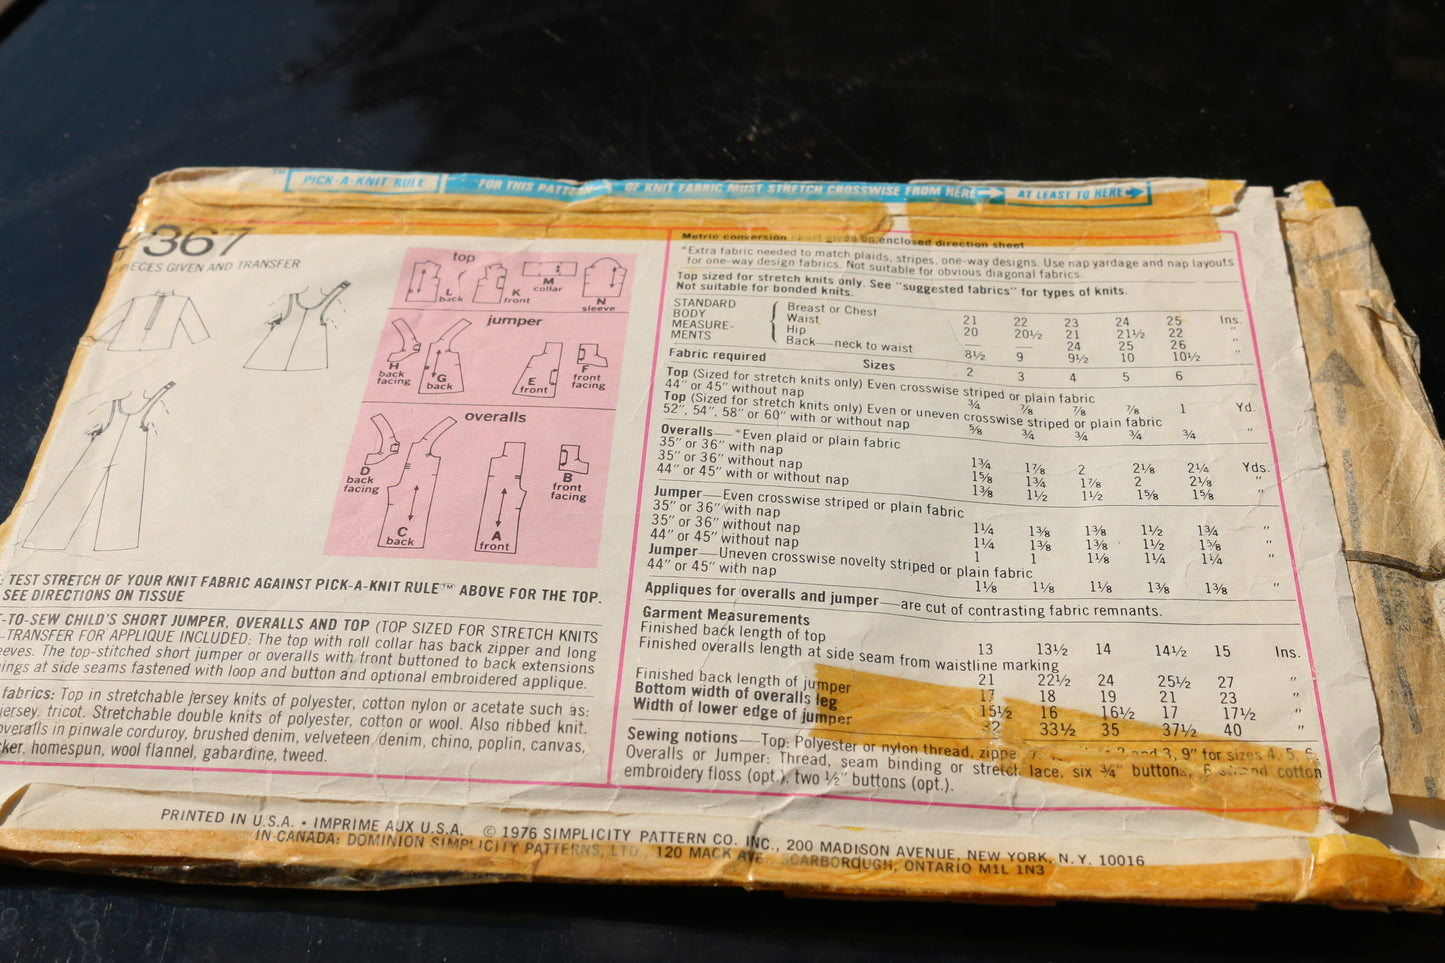 PICK-A-KNIT RULE
FOR THIS PATTERN— OF KNIT FABRIC MUST STRETCH CROSSWISE FROM HERE
AT LEAST TO HERE
367
PIECES GIVEN AND TRANSFER
top
L
back
K
front
M
collar
N
sleeve
jumper
H
back
facing
G
back
E
front
F
front
facing
overalls
D
back
facing
C
back
A
front
B
front
facing
: TEST STRETCH OF YOUR KNIT FABRIC AGAINST PICK-A-KNIT RULE™ ABOVE FOR THE TOP.
SEE DIRECTIONS ON TISSUE
-TO-SEW CHILD'S SHORT JUMPER, OVERALLS AND TOP (TOP SIZED FOR STRETCH KNITS
-TRANSFER FOR APPLIQUE INCLUDED: The top with roll collar has back zipper and long
eeves. The top-stitched short jumper or overalls with front buttoned to back extensions
ings at side seams fastened with loop and button and optional embroidered applique.
fabrics: Top in stretchable jersey knits of polyester, cotton nylon or acetate such as:
jersey, tricot. Stretchable double knits of polyester, cotton or wool. Also ribbed knit.
overalls in pinwale corduroy, brushed denim, velveteen denim, chino, poplin, canvas,
cker, homespun, wool flannel, gabardine, tweed.
Metric conversion chart given on enclosed direction sheet
*Extra fabric needed to match plaids, stripes, one-way designs. Use nap yardage and nap layouts
for one-way design fabrics. Not suitable for obvious diagonal fabrics.
Top sized for stretch knits only. See "suggested fabrics" for types of knits.
Not suitable for bonded knits.
STANDARD BODY MEASURE-MENTS
Breast or Chest 21 22 23 24 25 Ins.
Waist 20 20½ 21 21½ 22 "
Hip — — 24 25 26 "
Back—neck to waist 8½ 9 9½ 10 10½ "
Fabric required Sizes 2 3 4 5 6
Top (Sized for stretch knits only) Even crosswise striped or plain fabric
44" or 45" without nap ¾ ⅞ ⅞ ⅞ 1 Yd.
Top (Sized for stretch knits only) Even or uneven crosswise striped or plain fabric
52", 54", 58" or 60" with or without nap ⅝ ¾ ¾ ¾ ¾ "
Overalls—*Even plaid or plain fabric
35" or 36" with nap 1¾ 1⅞ 2 2⅛ 2¼ Yds.
35" or 36" without nap 1⅝ 1¾ 1⅞ 2 2⅛ "
44" or 45" with or without nap 1⅜ 1½ 1½ 1⅝ 1⅝ "
Jumper—Even crosswise striped or plain fabric
35" or 36" with nap 1¼ 1⅜ 1⅜ 1½ 1¾ "
35" or 36" without nap 1¼ 1⅜ 1⅜ 1½ 1⅝ "
44" or 45" without nap 1 1 1⅛ 1¼ 1¼ "
Jumper—Uneven crosswise novelty striped or plain fabric
44" or 45" with nap 1⅛ 1⅛ 1⅛ 1⅜ 1⅜ "
Appliques for overalls and jumper—are cut of contrasting fabric remnants.
Garment Measurements
Finished back length of top 13 13½ 14 14½ 15 Ins.
Finished overalls length at side seam from waistline marking
21 22½ 24 25½ 27 "
Finished back length of jumper 17 18 19 21 23 "
Bottom width of overalls leg 15½ 16 16½ 17 17½ "
Width of lower edge of jumper 32 33½ 35 37½ 40 "
Sewing notions—Top: Polyester or nylon thread, zippe 2 and 3, 9" for sizes 4, 5, 6.
Overalls or Jumper: Thread, seam binding or stretch lace, six ¾" buttons, 6 strand cotton
embroidery floss (opt.), two ½" buttons (opt.).
PRINTED IN U.S.A. • IMPRIME AUX U.S.A. © 1976 SIMPLICITY PATTERN CO. INC., 200 MADISON AVENUE, NEW YORK, N.Y. 10016
IN CANADA: DOMINION SIMPLICITY PATTERNS, LTD., 120 MACK AVE., SCARBOROUGH, ONTARIO M1L 1N3